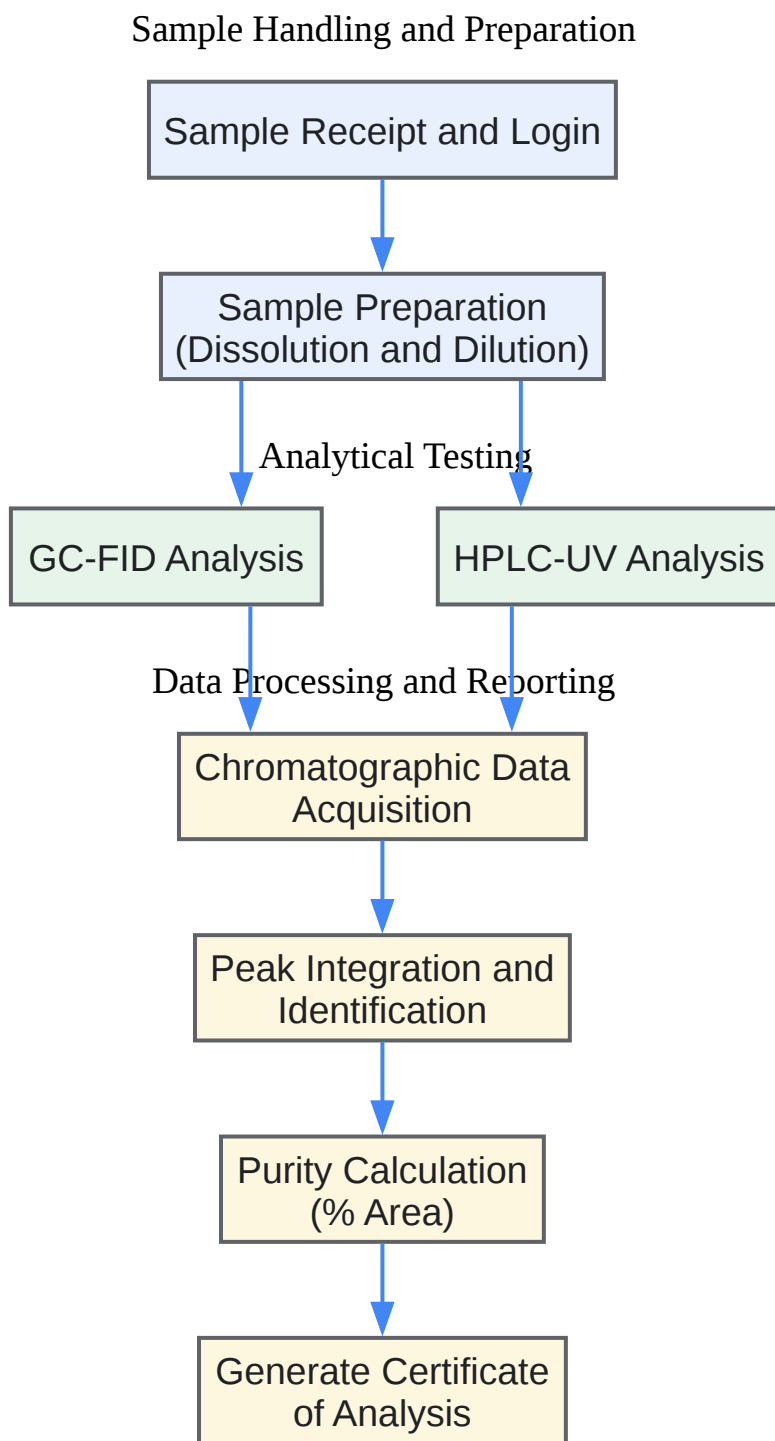 Sample Handling and Preparation
Sample Receipt and Login
Sample Preparation
(Dissolution and Dilution)
Analytical Testing
GC-FID Analysis
HPLC-UV Analysis
Data Processing and Reporting
Chromatographic Data
Acquisition
Peak Integration and
Identification
Purity Calculation
(% Area)
Generate Certificate
of Analysis